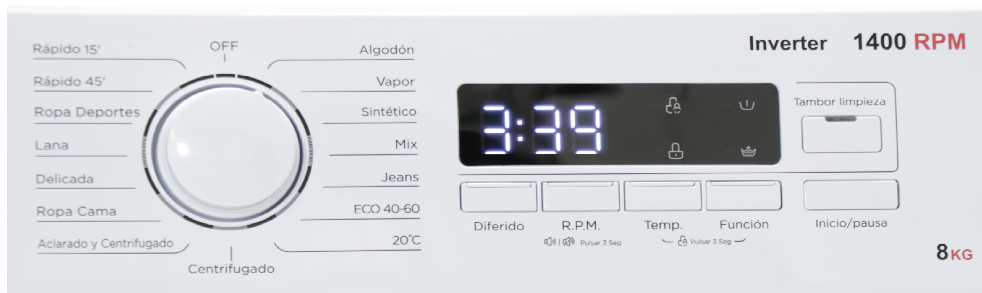 Inverter 1400 RPM
OFF
Rápido 15'
Rápido 45'
Ropa Deportes
Lana
Delicada
Ropa Cama
Aclarado y Centrifugado
Centrifugado
Algodón
Vapor
Sintético
Mix
Jeans
ECO 40-60
20°C
3:39
Tambor limpieza
Diferido
R.P.M.
Pulsar 3 Seg
Temp.
Función
Pulsar 3 Seg
Inicio/pausa
8KG